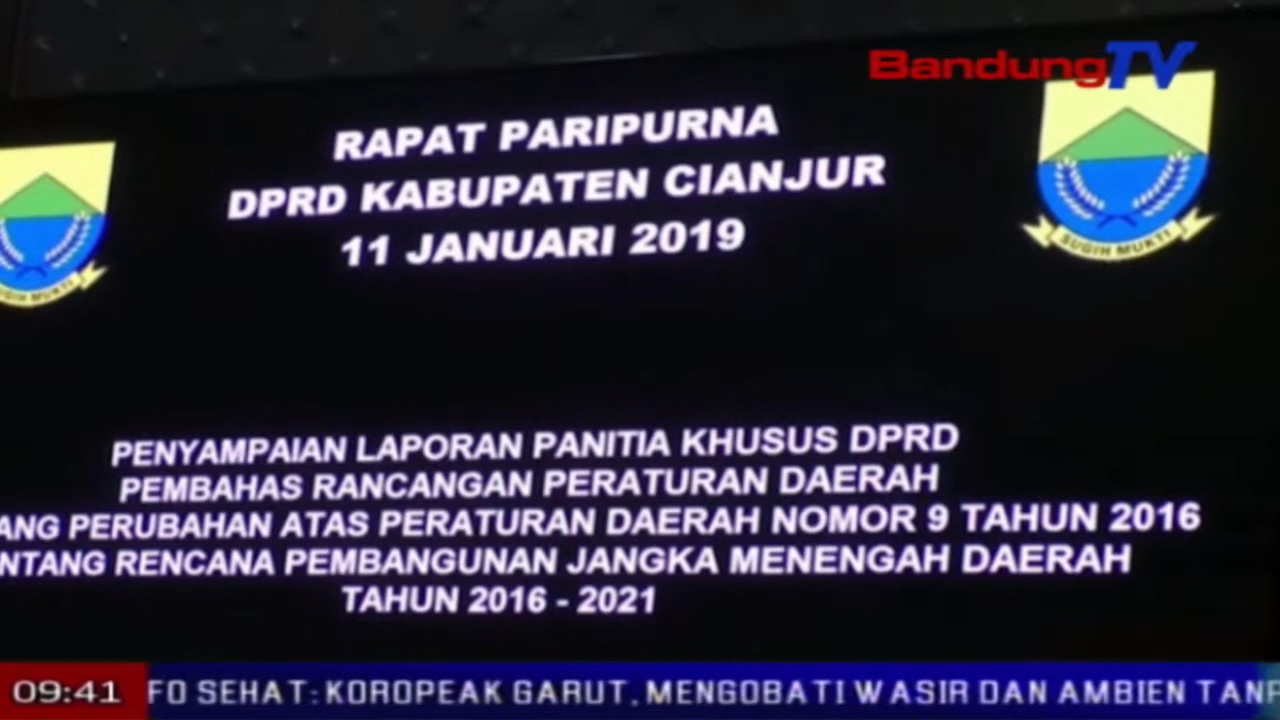 BandungTV
RAPAT PARIPURNA
DPRD KABUPATEN CIANJUR
11 JANUARI 2019
SUGIH MUKTI
UGIH MUKTI
PENYAMPAIAN LAPORAN PANITIA KHUSUS DPRD
PEMBAHAS RANCANGAN PERATURAN DAERAH
ANG PERUBAHAN ATAS PERATURAN DAERAH NOMOR 9 TAHUN 2016
NTANG RENCANA PEMBANGUNAN JANGKA MENENGAH DAERAH
TAHUN 2016 - 2021
09:41 FO SEHAT: KOROPEAK GARUT, MENGOBATI WASIR DAN AMBIEN TANP